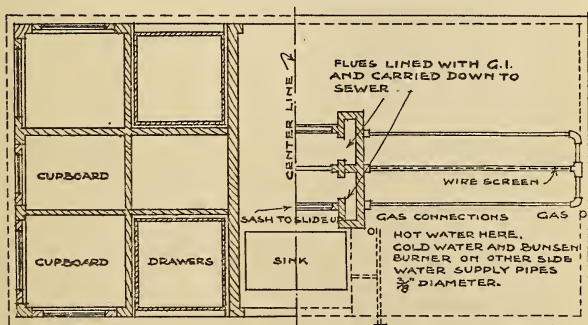 FLUES LINED WITH G.I.
AND CARRIED DOWN TO
SEWER
CENTER LINE
CUPBOARD
WIRE SCREEN
SASH TO SLIDE U
GAS CONNECTIONS
GAS P
CUPBOARD
DRAWERS
SINK
HOT WATER HERE.
COLD WATER AND BUNSEN
BURNER ON OTHER SIDE
WATER SUPPLY PIPES
3/8" DIAMETER.